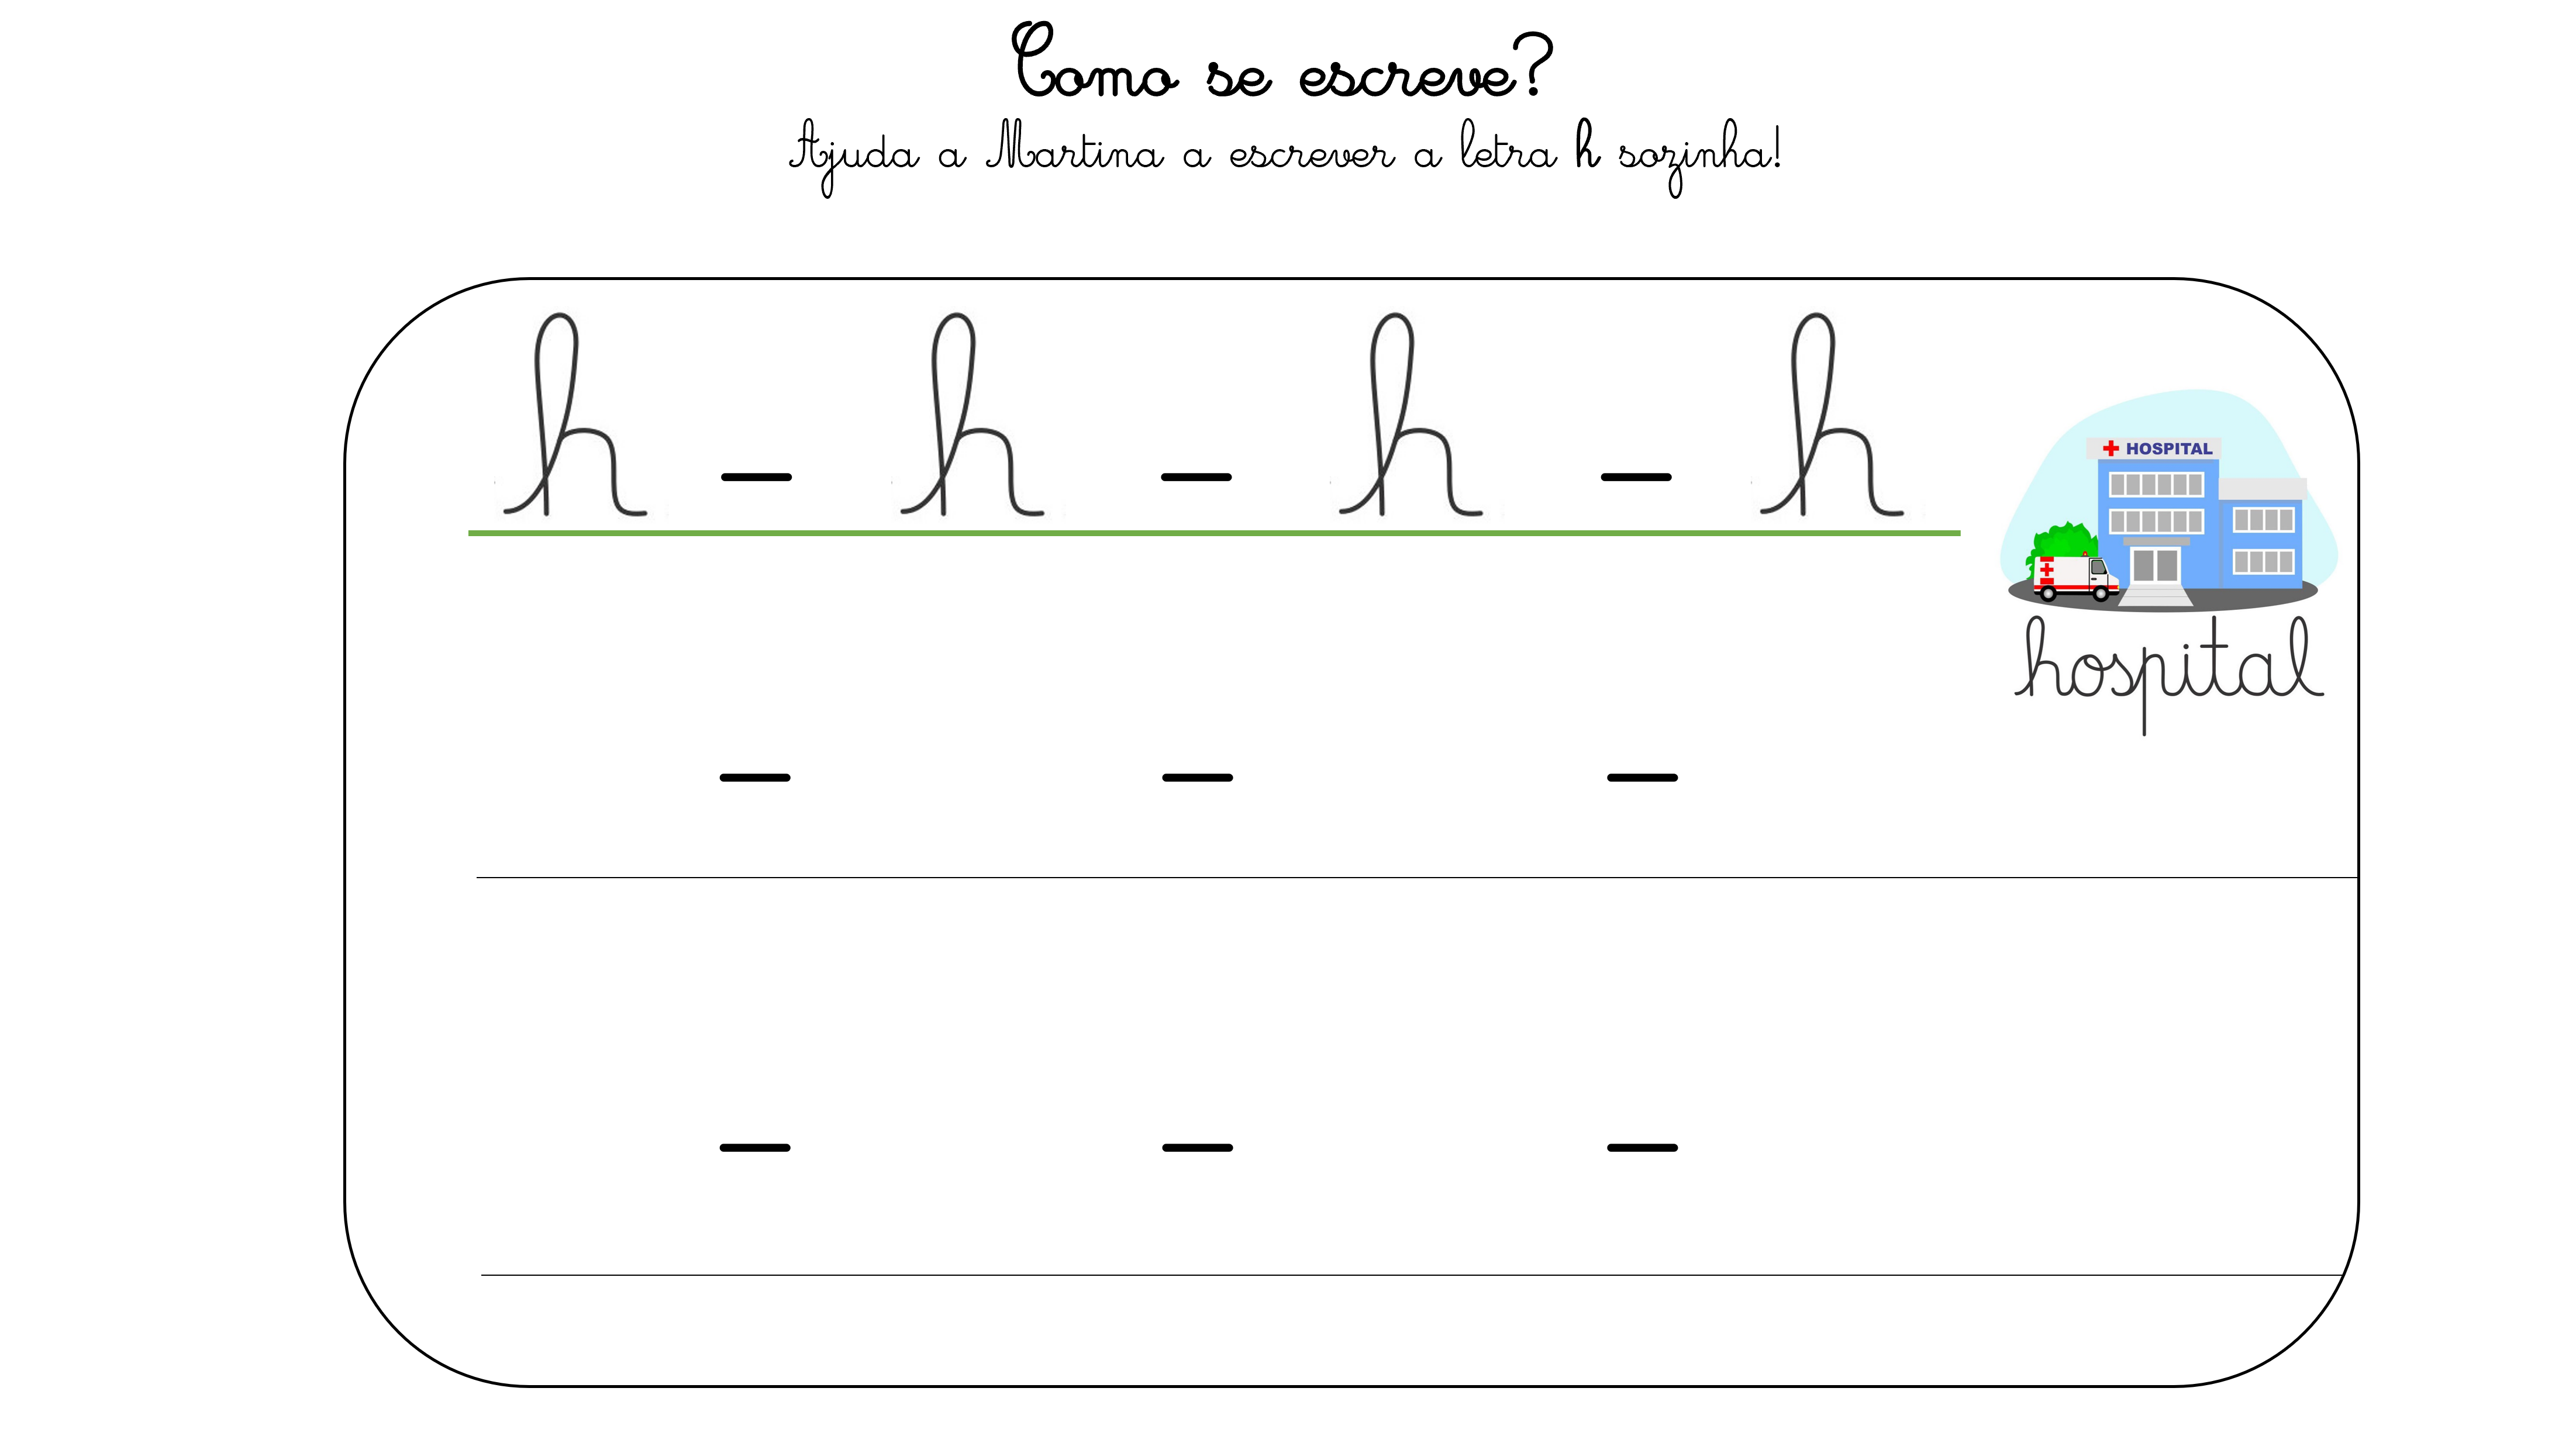 Como se escreve?
Ajuda a Martina a escrever a letra h sozinha!
h – h – h – h
HOSPITAL
hospital
– – –
– – –